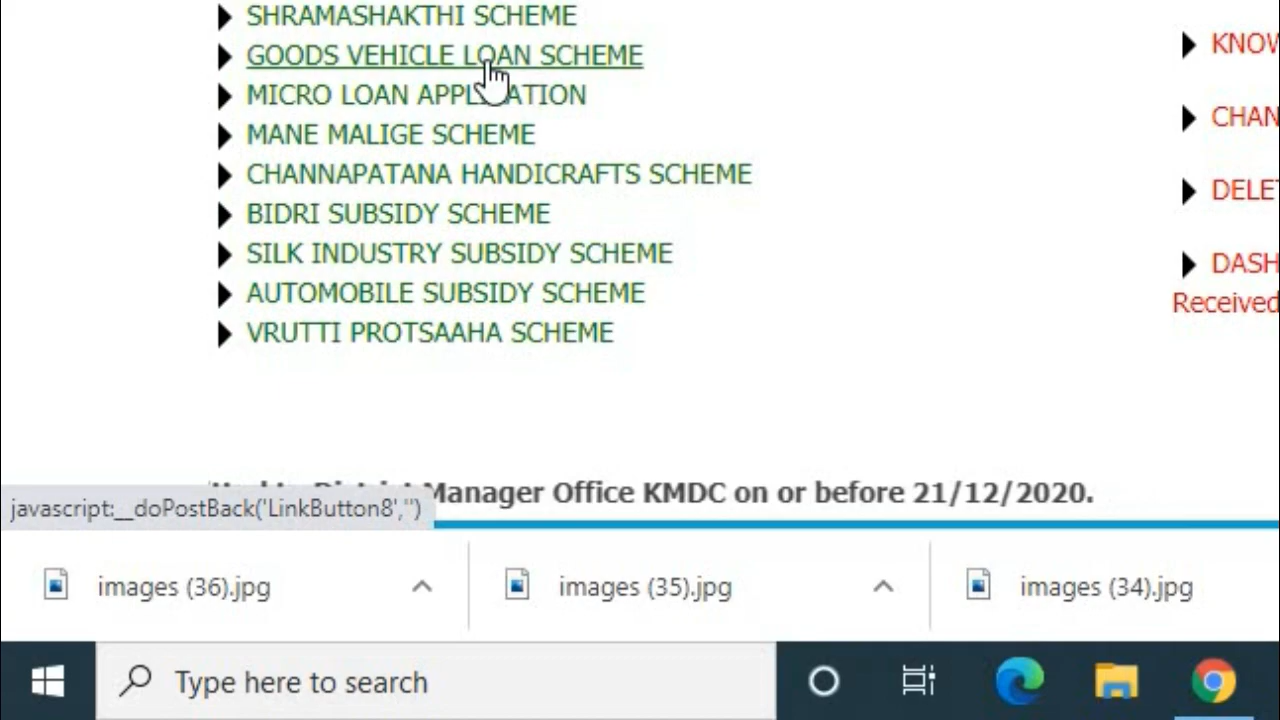 SHRAMASHAKTHI SCHEME
GOODS VEHICLE LOAN SCHEME
MICRO LOAN APPLICATION
MANE MALIGE SCHEME
CHANNAPATANA HANDICRAFTS SCHEME
BIDRI SUBSIDY SCHEME
SILK INDUSTRY SUBSIDY SCHEME
AUTOMOBILE SUBSIDY SCHEME
VRUTTI PROTSAAHA SCHEME
KNOW
CHAN
DELET
DASH
Received
District Manager Office KMDC on or before 21/12/2020.
javascript:__doPostBack('LinkButton8','')
images (36).jpg
images (35).jpg
images (34).jpg
Type here to search